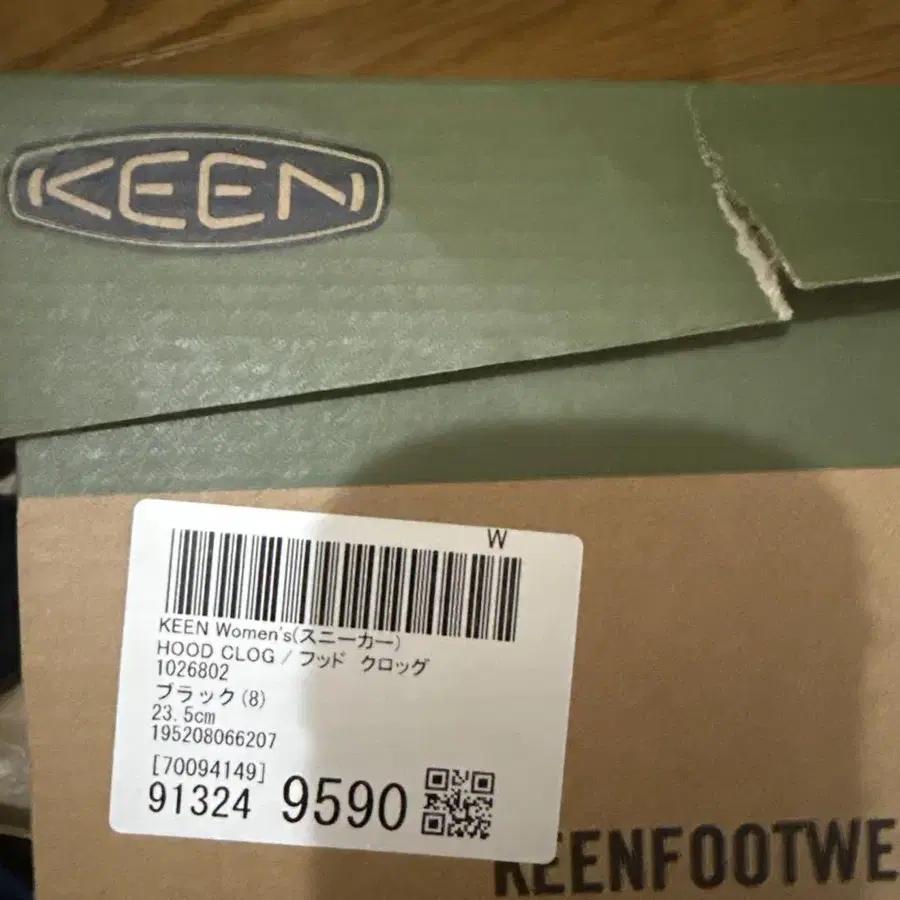 KEEN
W
KEEN Women's(スニーカー)
HOOD CLOG / フッド クロッグ
1026802
ブラック(8)
23.5cm
195208066207
[70094149]
91324 9590
KEENFOOTWE